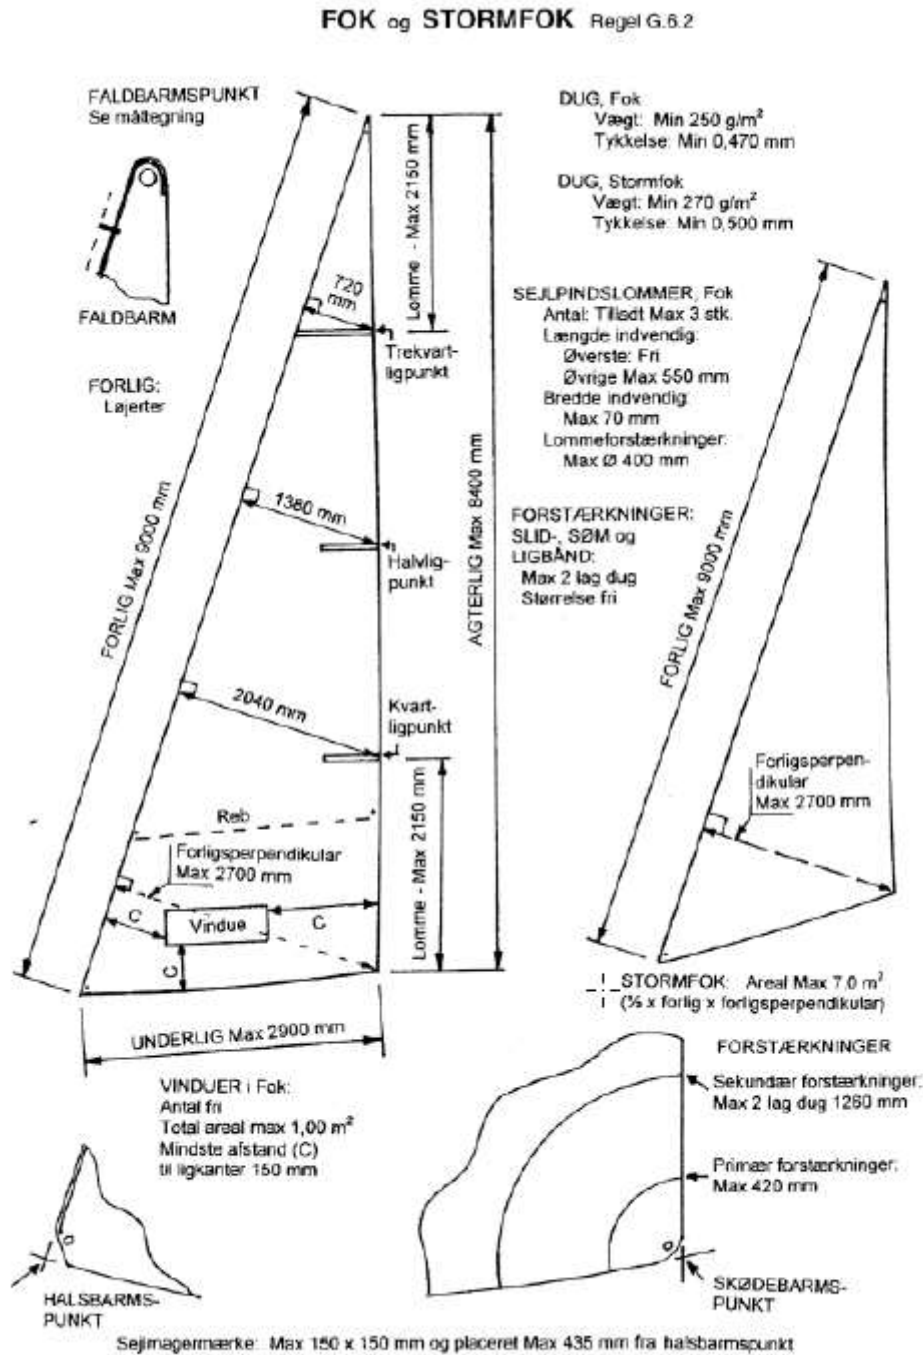 FOK og STORMFOK Regel G.6.2
FALDBARMSPUNKT
Se måltegning
FALDBARM
FORLIG:
Løjerter
FORLIG Max 9000 mm
720
mm
Lomme - Max 2150 mm
Trekvart-
ligpunkt
1380 mm
Halvlig-
punkt
AGTERLIG Max 8400 mm
2040 mm
Kvart-
ligpunkt
Reb
Forligsperpendikular
Max 2700 mm
C
Vindue
C
C
Lomme - Max 2150 mm
UNDERLIG Max 2900 mm
DUG, Fok
Vægt: Min 250 g/m²
Tykkelse: Min 0,470 mm
DUG, Stormfok
Vægt: Min 270 g/m²
Tykkelse: Min 0,500 mm
SEJLPINDSLOMMER, Fok
Antal: Tilladt Max 3 stk.
Længde indvendig:
Øverste: Fri
Øvrige Max 550 mm
Bredde indvendig:
Max 70 mm
Lommeforstærkninger:
Max Ø 400 mm
FORSTÆRKNINGER:
SLID-, SØM og
LIGBÅND:
Max 2 lag dug
Størrelse fri
FORLIG Max 9000 mm
Forligsperpen-
dikular
Max 2700 mm
STORMFOK: Areal Max 7,0 m²
(½ x forlig x forligsperpendikular)
VINDUER i Fok:
Antal fri
Total areal max 1,00 m²
Mindste afstand (C)
til ligkanter 150 mm
HALSBARMS-
PUNKT
FORSTÆRKNINGER
Sekundær forstærkninger:
Max 2 lag dug 1260 mm
Primær forstærkninger:
Max 420 mm
SKØDEBARMS-
PUNKT
Sejlmagermærke: Max 150 x 150 mm og placeret Max 435 mm fra halsbarmspunkt